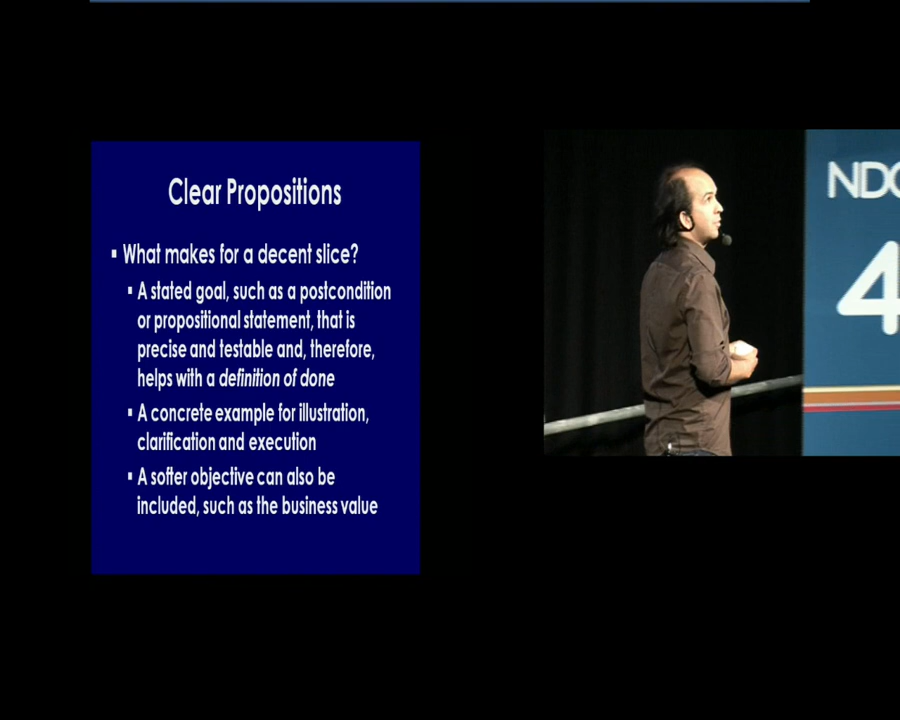 Clear Propositions
▪ What makes for a decent slice?
▪ A stated goal, such as a postcondition
or propositional statement, that is
precise and testable and, therefore,
helps with a definition of done
▪ A concrete example for illustration,
clarification and execution
▪ A softer objective can also be
included, such as the business value
NDC
4